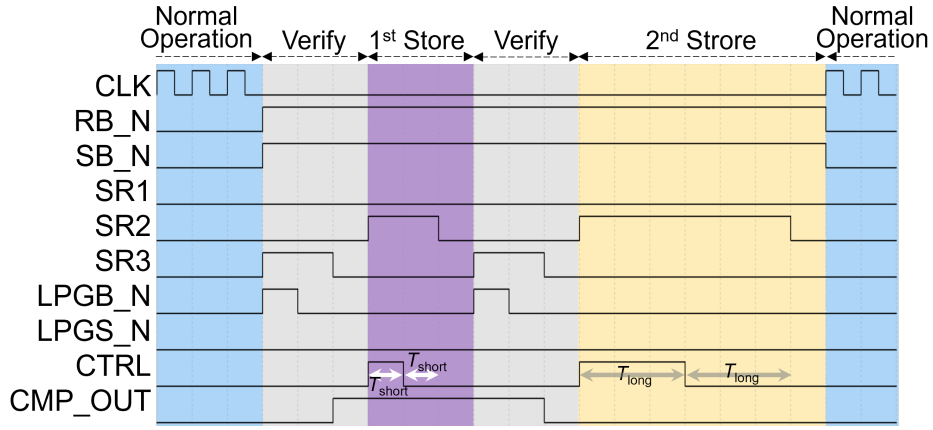 Normal
Operation
Verify
1st Store
Verify
2nd Strore
Normal
Operation
CLK
RB_N
SB_N
SR1
SR2
SR3
LPGB_N
LPGS_N
CTRL
Tshort
Tshort
Tlong
Tlong
CMP_OUT